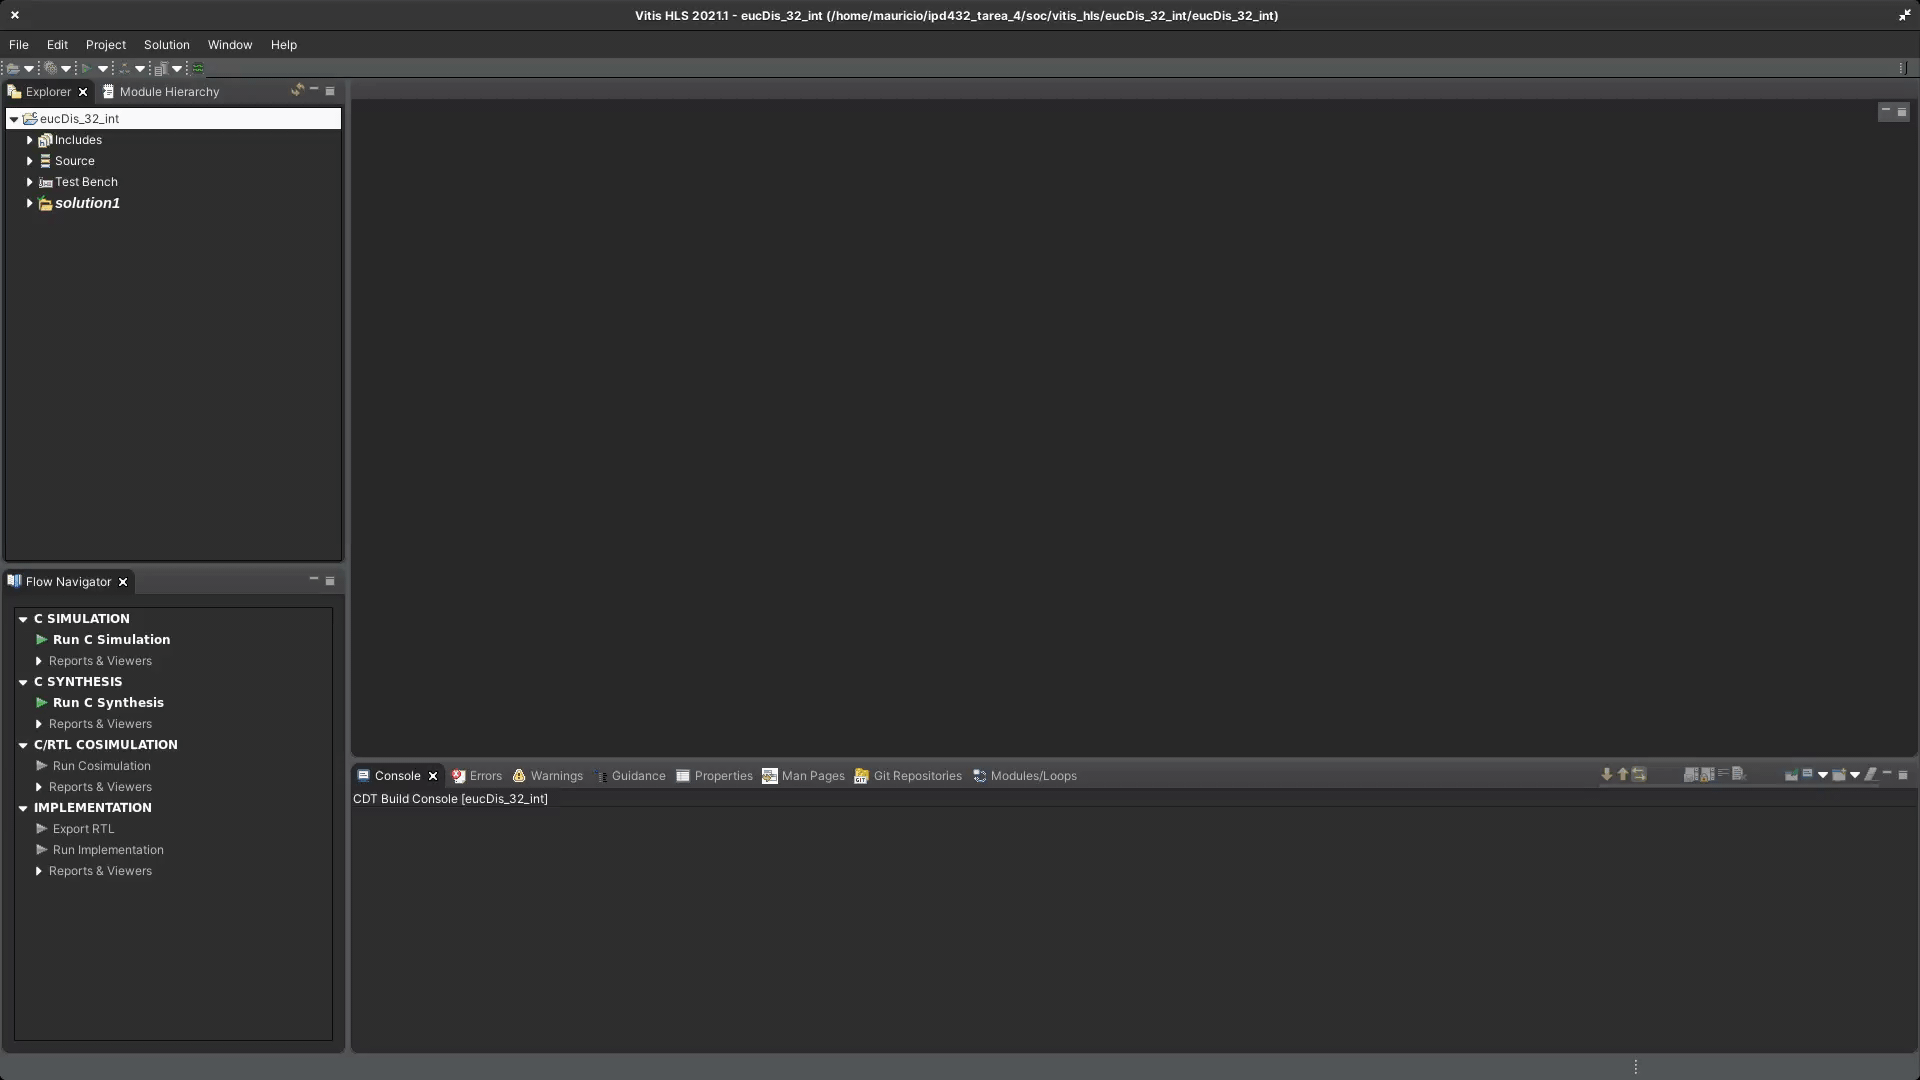 Vitis HLS 2021.1 - eucDis_32_int (/home/mauricio/ipd432_tarea_4/soc/vitis_hls/eucDis_32_int/eucDis_32_int)
File Edit Project Solution Window Help
Explorer Module Hierarchy
eucDis_32_int
Includes
Source
Test Bench
solution1
Flow Navigator
C SIMULATION
Run C Simulation
Reports & Viewers
C SYNTHESIS
Run C Synthesis
Reports & Viewers
C/RTL COSIMULATION
Run Cosimulation
Reports & Viewers
IMPLEMENTATION
Export RTL
Run Implementation
Reports & Viewers
Console Errors Warnings Guidance Properties Man Pages Git Repositories Modules/Loops
CDT Build Console [eucDis_32_int]